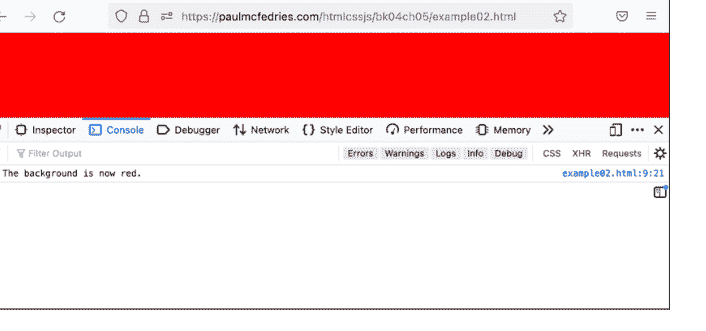 https://paulmcfedries.com/htmlcssjs/bk04ch05/example02.html
Inspector Console Debugger Network {} Style Editor Performance Memory
Filter Output Errors Warnings Logs Info Debug CSS XHR Requests
The background is now red. example02.html:9:21